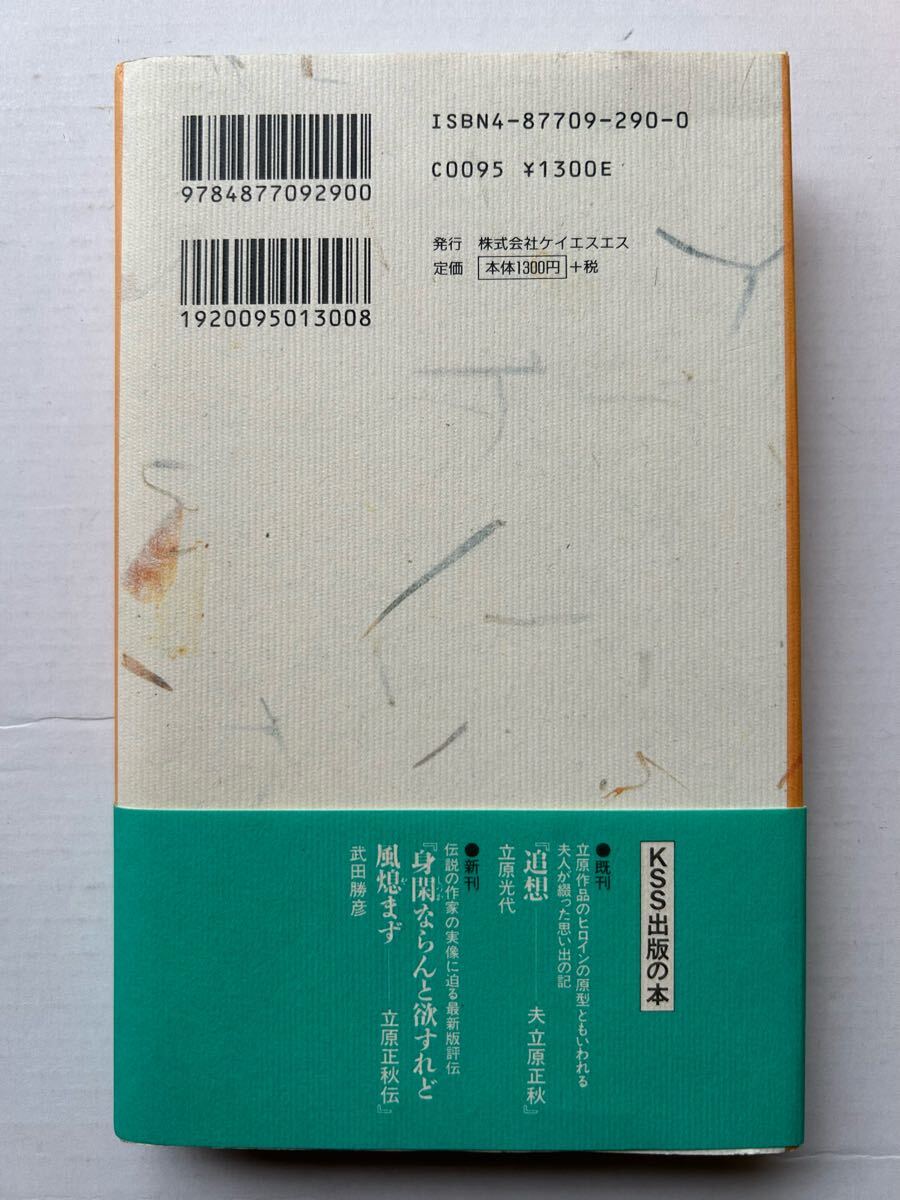 ISBN4-87709-290-0
C0095 ¥1300E
9784877092900
1920095013008
発行 株式会社ケイエスエス
定価 本体1300円+税
KSS出版の本
●既刊
立原作品のヒロインの原型ともいわれる
夫人が綴った思い出の記
『追想――夫 立原正秋』
立原光代
●新刊
伝説の作家の実像に迫る最新版評伝
『身閑ならんと欲すれど
風熄まず――立原正秋伝』
武田勝彦